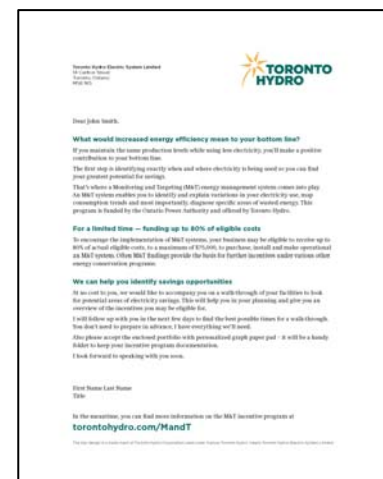 Toronto Hydro-Electric System Limited
14 Carlton Street
Toronto, Ontario
M5B 1K5
TORONTO
HYDRO
Dear John Smith,
What would increased energy efficiency mean to your bottom line?
If you maintain the same production levels while using less electricity, you'll make a positive
contribution to your bottom line.
The first step is identifying exactly when and where electricity is being used so you can find
your greatest potential for savings.
That's where a Monitoring and Targeting (M&T) energy management system comes into play.
An M&T system enables you to identify and explain variations in your electricity use, map
consumption trends and most importantly, diagnose specific areas of wasted energy. This
program is funded by the Ontario Power Authority and offered by Toronto Hydro.
For a limited time — funding up to 80% of eligible costs
To encourage the implementation of M&T systems, your business may be eligible to receive up to
80% of actual eligible costs, to a maximum of $75,000, to purchase, install and make operational
an M&T system. Often M&T findings provide the basis for further incentives under various other
energy conservation programs.
We can help you identify savings opportunities
At no cost to you, we would like to accompany you on a walk-through of your facilities to look
for potential areas of electricity savings. This will help you in your planning and give you an
overview of the incentives you may be eligible for.
I will follow up with you in the next few days to find the best possible times for a walk-through.
You don't need to prepare in advance, I have everything we'll need.
Also please accept the enclosed portfolio with personalized graph paper pad – it will be a handy
folder to keep your incentive program documentation.
I look forward to speaking with you soon.
First Name Last Name
Title
In the meantime, you can find more information on the M&T incentive program at
torontohydro.com/MandT